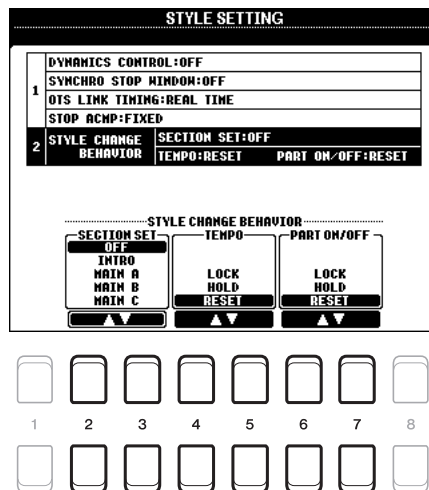 STYLE SETTING
1
DYNAMICS CONTROL:OFF
SYNCHRO STOP WINDOW:OFF
OTS LINK TIMING:REAL TIME
STOP ACMP:FIXED
2
STYLE CHANGE BEHAVIOR
SECTION SET:OFF
TEMPO:RESET PART ON/OFF:RESET
STYLE CHANGE BEHAVIOR
SECTION SET TEMPO PART ON/OFF
OFF
INTRO
MAIN A LOCK LOCK
MAIN B HOLD HOLD
MAIN C RESET RESET
1 2 3 4 5 6 7 8